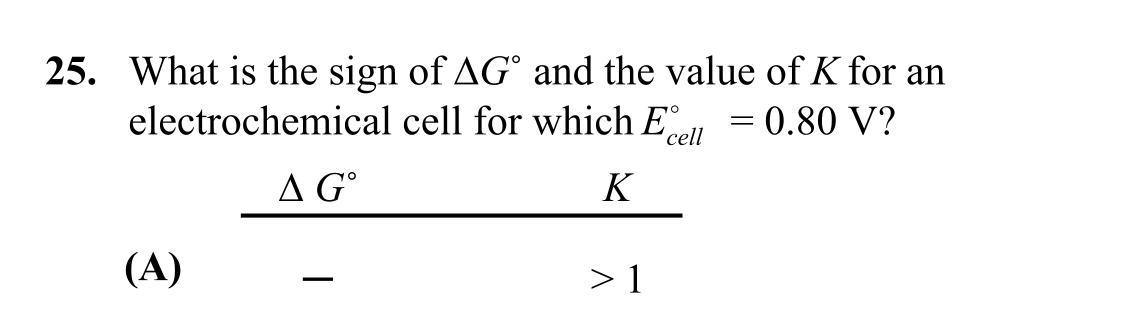 25. What is the sign of ΔG° and the value of K for an
electrochemical cell for which E°cell = 0.80 V?
Δ G° K
(A) – > 1